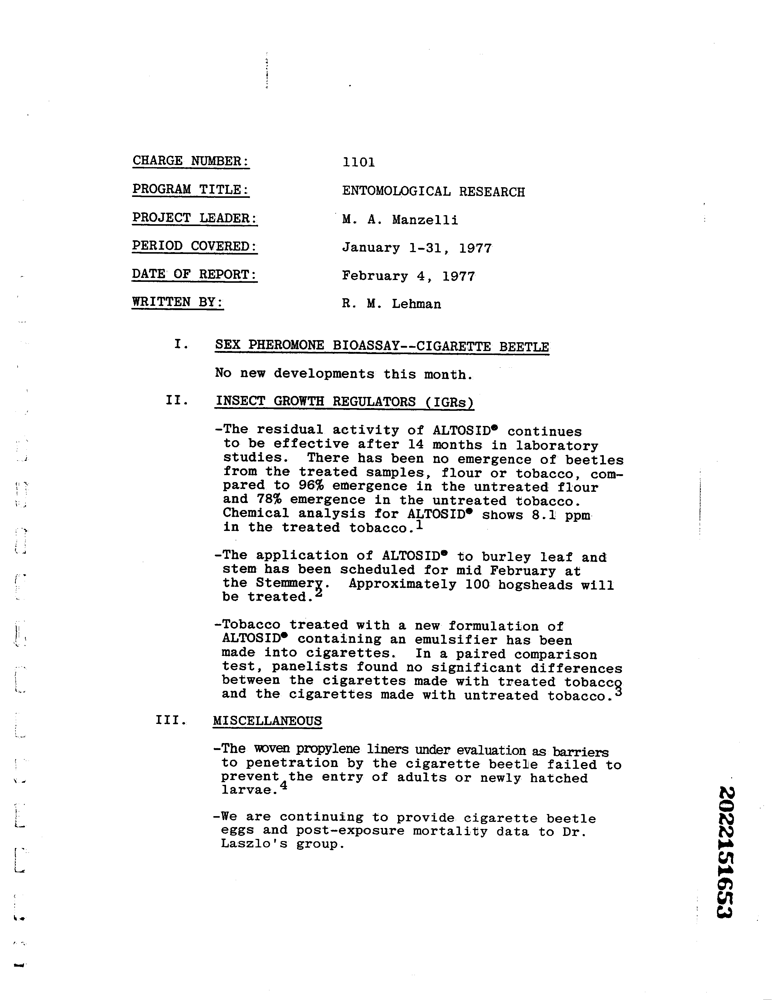 CHARGE NUMBER: 1101
PROGRAM TITLE: ENTOMOLOGICAL RESEARCH
PROJECT LEADER: M. A. Manzelli
PERIOD COVERED: January 1-31, 1977
DATE OF REPORT: February 4, 1977
WRITTEN BY: R. M. Lehman
I. SEX PHEROMONE BIOASSAY--CIGARETTE BEETLE
No new developments this month.
II. INSECT GROWTH REGULATORS (IGRs)
-The residual activity of ALTOSID® continues
to be effective after 14 months in laboratory
studies. There has been no emergence of beetles
from the treated samples, flour or tobacco, com-
pared to 96% emergence in the untreated flour
and 78% emergence in the untreated tobacco.
Chemical analysis for ALTOSID® shows 8.1 ppm
in the treated tobacco.1
-The application of ALTOSID® to burley leaf and
stem has been scheduled for mid February at
the Stemmery. Approximately 100 hogsheads will
be treated.2
-Tobacco treated with a new formulation of
ALTOSID® containing an emulsifier has been
made into cigarettes. In a paired comparison
test, panelists found no significant differences
between the cigarettes made with treated tobacco
and the cigarettes made with untreated tobacco.3
III. MISCELLANEOUS
-The woven propylene liners under evaluation as barriers
to penetration by the cigarette beetle failed to
prevent the entry of adults or newly hatched
larvae.4
-We are continuing to provide cigarette beetle
eggs and post-exposure mortality data to Dr.
Laszlo's group.
2022151653